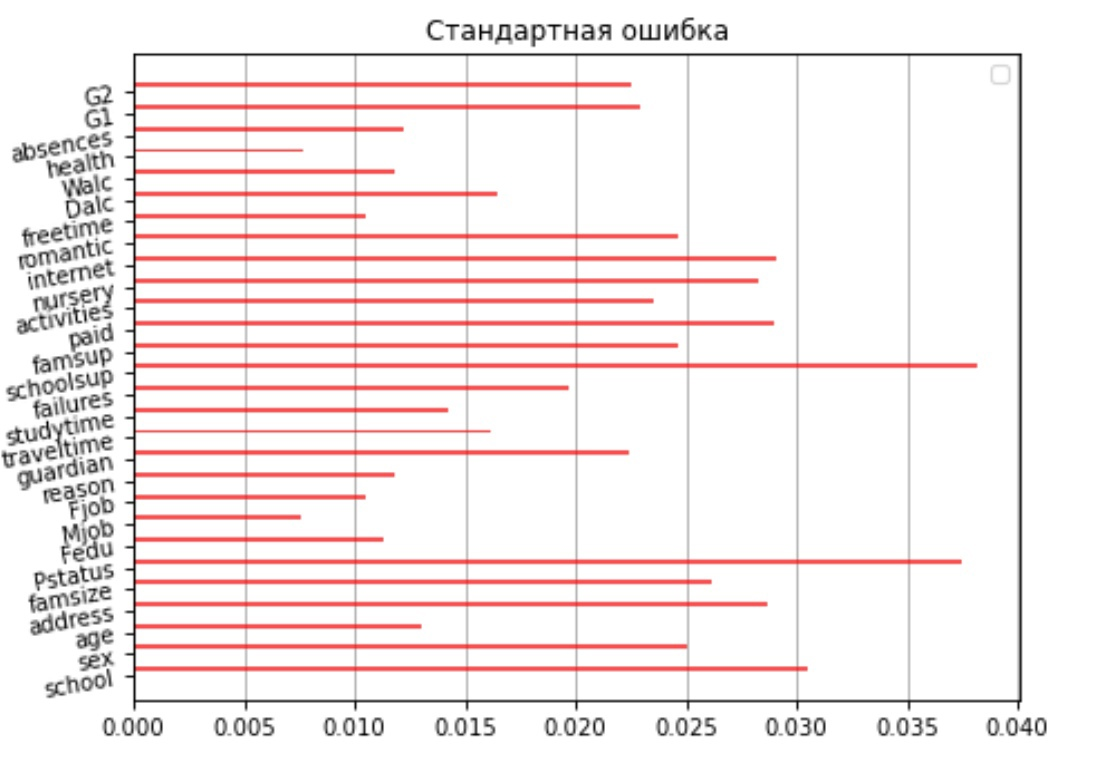 Стандартная ошибка
G2
G1
absences
health
Walc
Dalc
freetime
romantic
internet
nursery
activities
paid
famsup
schoolsup
failures
studytime
traveltime
guardian
reason
Fjob
Mjob
Fedu
Pstatus
famsize
address
age
sex
school
0.000 0.005 0.010 0.015 0.020 0.025 0.030 0.035 0.040